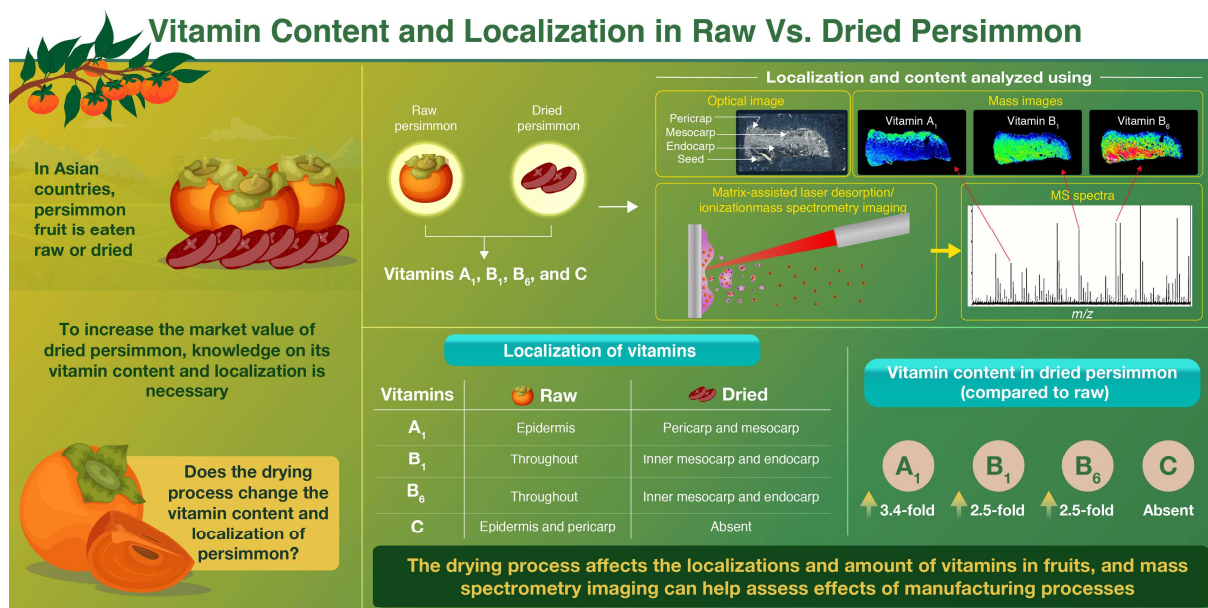 Vitamin Content and Localization in Raw Vs. Dried Persimmon
In Asian
countries,
persimmon
fruit is eaten
raw or dried
To increase the market value of
dried persimmon, knowledge on its
vitamin content and localization is
necessary
Does the drying
process change the
vitamin content and
localization of
persimmon?
Raw
persimmon
Dried
persimmon
Vitamins A1, B1, B6, and C
Localization and content analyzed using
Optical image
Pericrap
Mesocarp
Endocarp
Seed
Mass images
Vitamin A1
Vitamin B1
Vitamin B6
Matrix-assisted laser desorption/
ionizationmass spectrometry imaging
MS spectra
m/z
Localization of vitamins
Vitamins Raw Dried
A1 Epidermis Pericarp and mesocarp
B1 Throughout Inner mesocarp and endocarp
B6 Throughout Inner mesocarp and endocarp
C Epidermis and pericarp Absent
Vitamin content in dried persimmon
(compared to raw)
A1 B1 B6 C
3.4-fold 2.5-fold 2.5-fold Absent
The drying process affects the localizations and amount of vitamins in fruits, and mass
spectrometry imaging can help assess effects of manufacturing processes